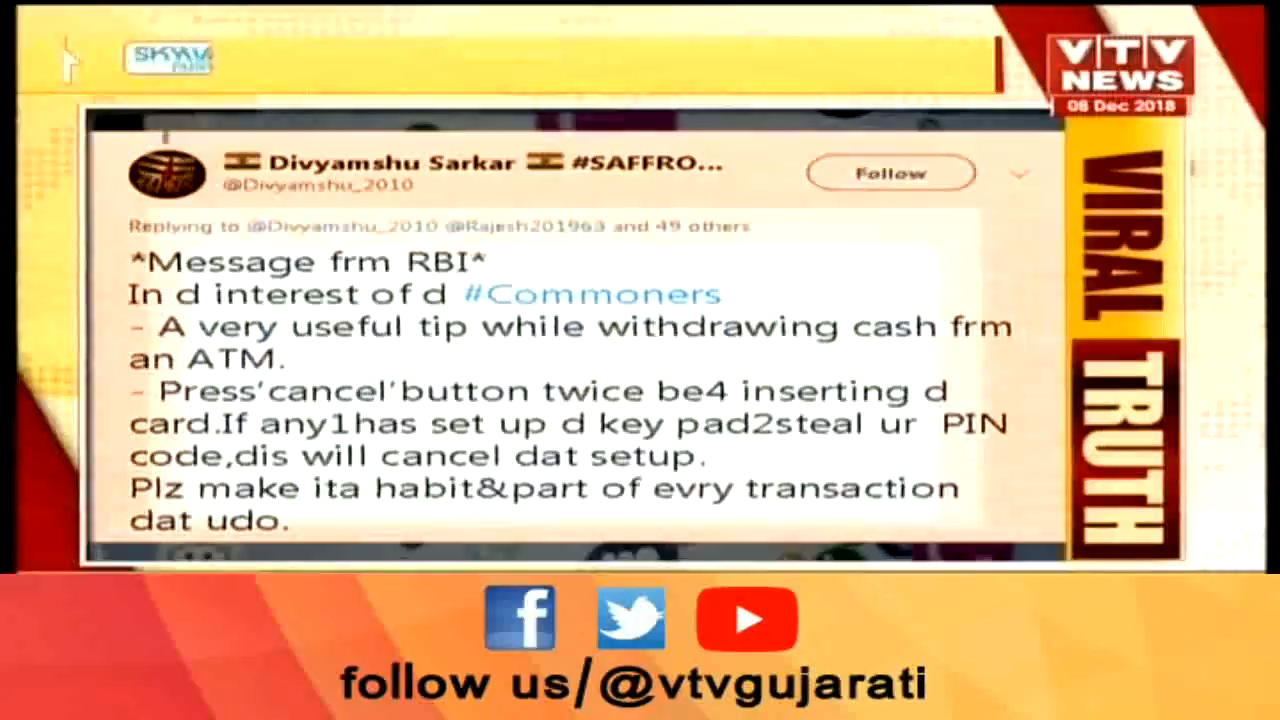 SKYY
VTV
NEWS
08 Dec 2018
Divyamshu Sarkar #SAFFRO...
@Divyamshu_2010
Follow
Replying to @Divyamshu_2010 @Rajesh201963 and 49 others
*Message frm RBI*
In d interest of d #Commoners
- A very useful tip while withdrawing cash frm
an ATM.
- Press'cancel'button twice be4 inserting d
card.If any1has set up d key pad2steal ur PIN
code,dis will cancel dat setup.
Plz make ita habit&part of evry transaction
dat udo.
VIRAL
TRUTH
follow us/@vtvgujarati